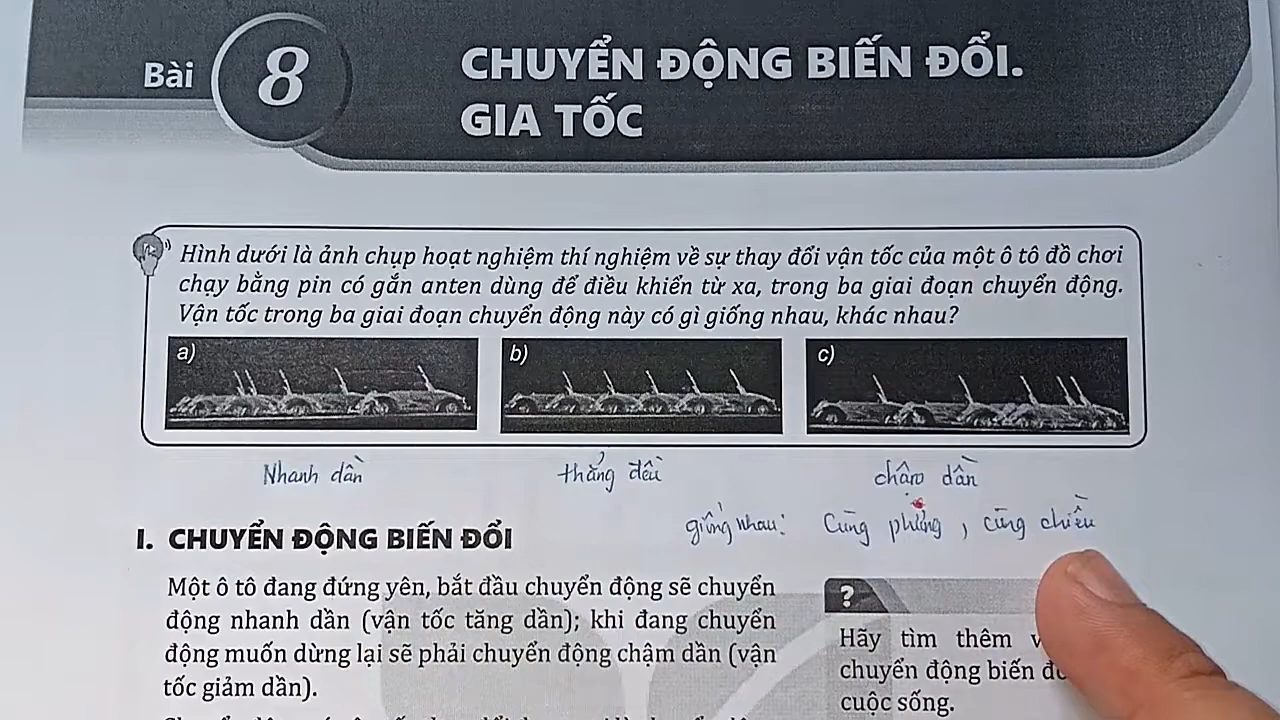 Bài 8
CHUYỂN ĐỘNG BIẾN ĐỔI.
GIA TỐC
Hình dưới là ảnh chụp hoạt nghiệm thí nghiệm về sự thay đổi vận tốc của một ô tô đồ chơi
chạy bằng pin có gắn anten dùng để điều khiển từ xa, trong ba giai đoạn chuyển động.
Vận tốc trong ba giai đoạn chuyển động này có gì giống nhau, khác nhau?
a) b) c)
Nhanh dần thẳng đều chậm dần
giống nhau: Cùng phương, cùng chiều
I. CHUYỂN ĐỘNG BIẾN ĐỔI
Một ô tô đang đứng yên, bắt đầu chuyển động sẽ chuyển
động nhanh dần (vận tốc tăng dần); khi đang chuyển
động muốn dừng lại sẽ phải chuyển động chậm dần (vận
tốc giảm dần).
?
Hãy tìm thêm
chuyển động biến
cuộc sống.